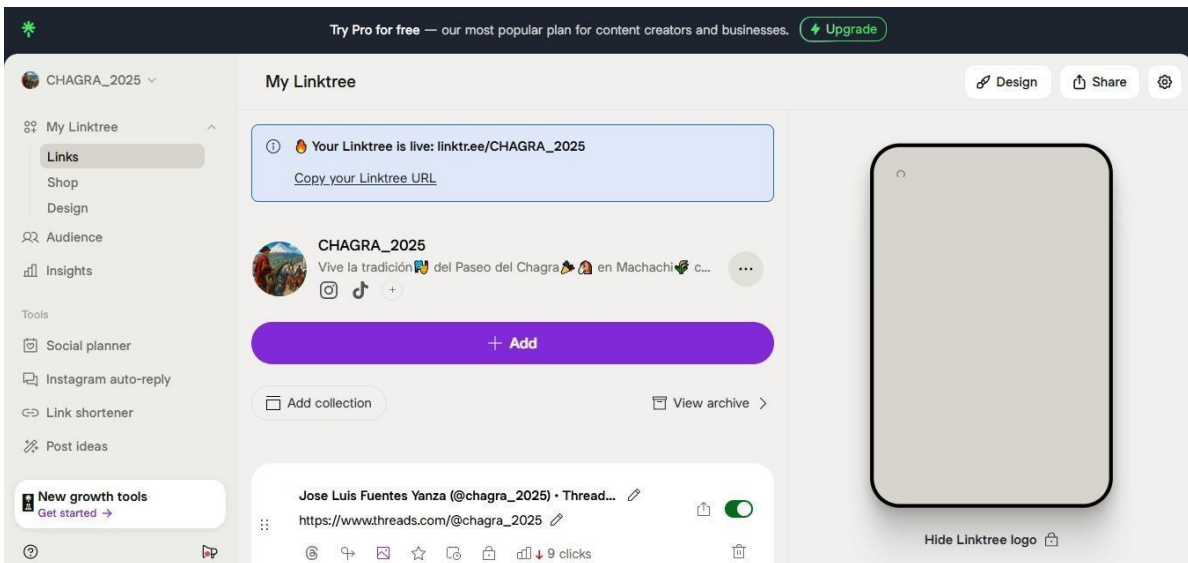 Try Pro for free — our most popular plan for content creators and businesses. Upgrade
CHAGRA_2025
My Linktree
Links
Shop
Design
Audience
Insights
Tools
Social planner
Instagram auto-reply
Link shortener
Post ideas
New growth tools
Get started →
My Linktree
Design
Share
🔥 Your Linktree is live: linktr.ee/CHAGRA_2025
Copy your Linktree URL
CHAGRA_2025
Vive la tradición del Paseo del Chagra en Machachi c...
+ Add
Add collection
View archive >
Jose Luis Fuentes Yanza (@chagra_2025) • Thread...
https://www.threads.com/@chagra_2025
9 clicks
Hide Linktree logo